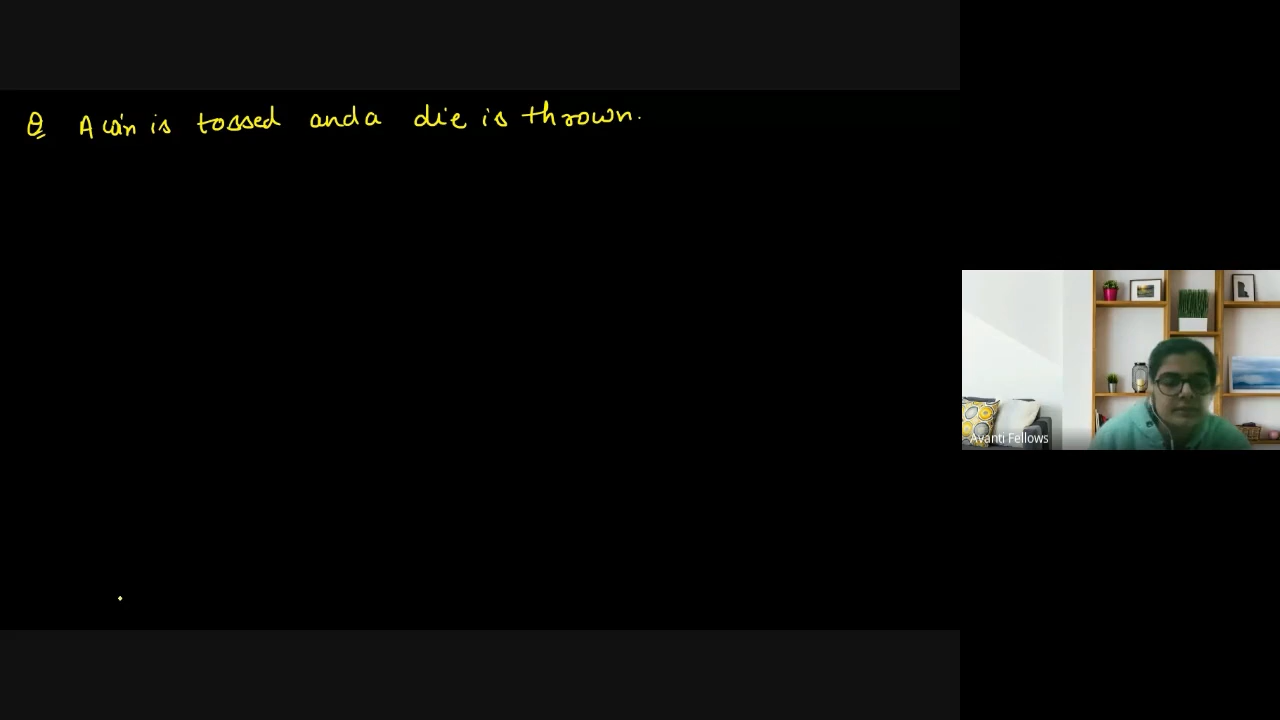 Q A coin is tossed and a die is thrown.
Avanti Fellows